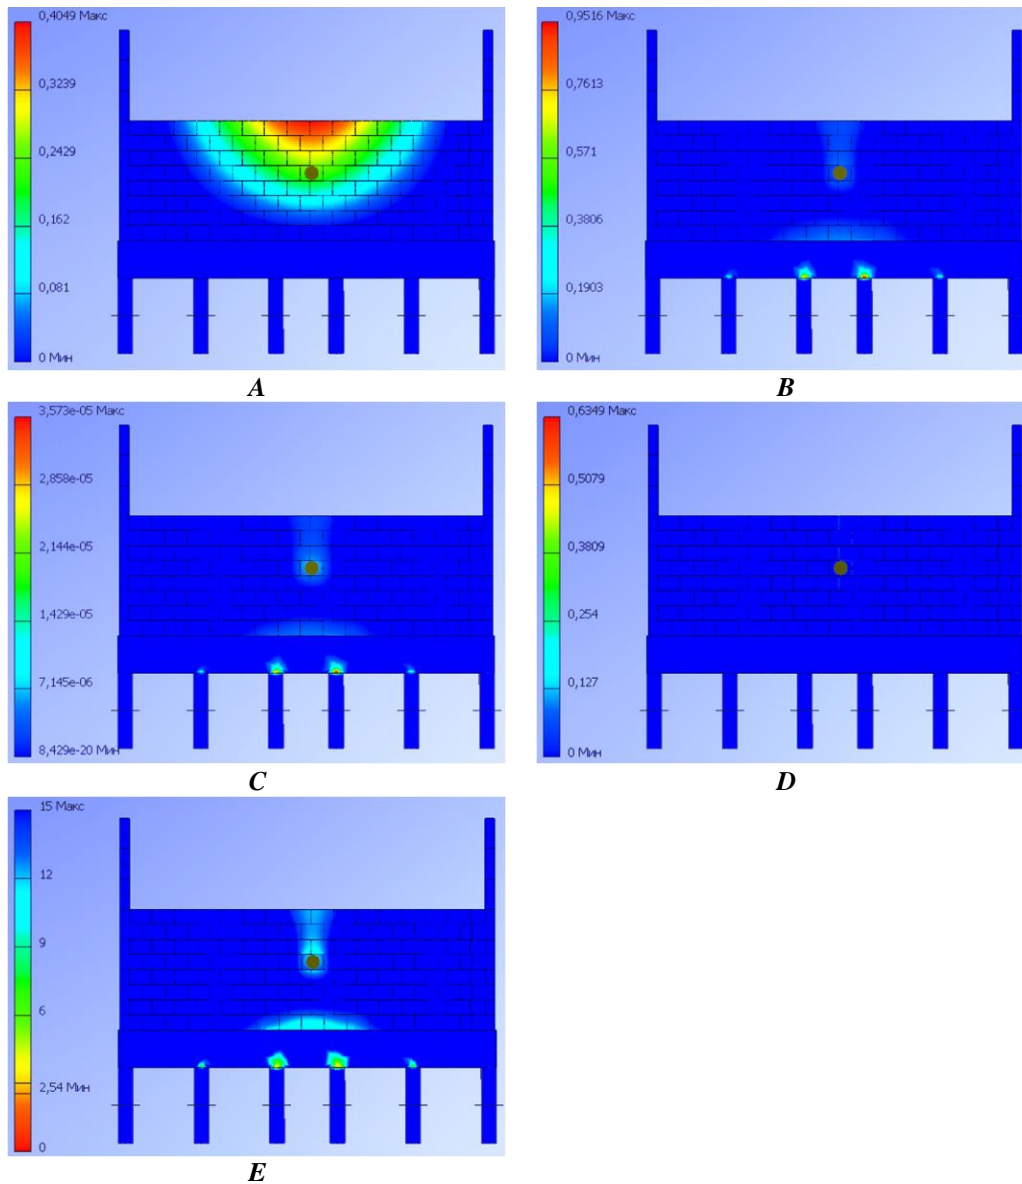 0,4049 Макс
0,3239
0,2429
0,162
0,081
0 Мин
A
0,9516 Макс
0,7613
0,571
0,3806
0,1903
0 Мин
B
3,573e-05 Макс
2,858e-05
2,144e-05
1,429e-05
7,145e-06
8,429e-20 Мин
C
0,6349 Макс
0,5079
0,3809
0,254
0,127
0 Мин
D
15 Макс
12
9
6
2,54 Мин
0
E